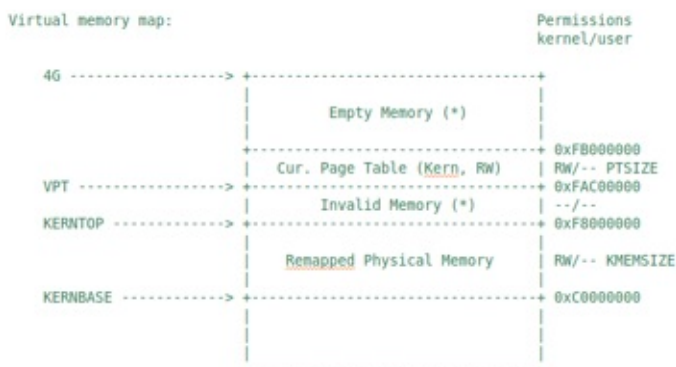 Virtual memory map: Permissions
kernel/user
4G ------------------> +---------------------------------+
| |
| Empty Memory (*) |
| |
+---------------------------------+ 0xFB000000
| Cur. Page Table (Kern, RW) | RW/-- PTSIZE
VPT -----------------> +---------------------------------+ 0xFAC00000
| Invalid Memory (*) | --/--
KERNTOP -------------> +---------------------------------+ 0xF8000000
| |
| Remapped Physical Memory | RW/-- KMEMSIZE
| |
KERNBASE ------------> +---------------------------------+ 0xC0000000
| |
| |
| |